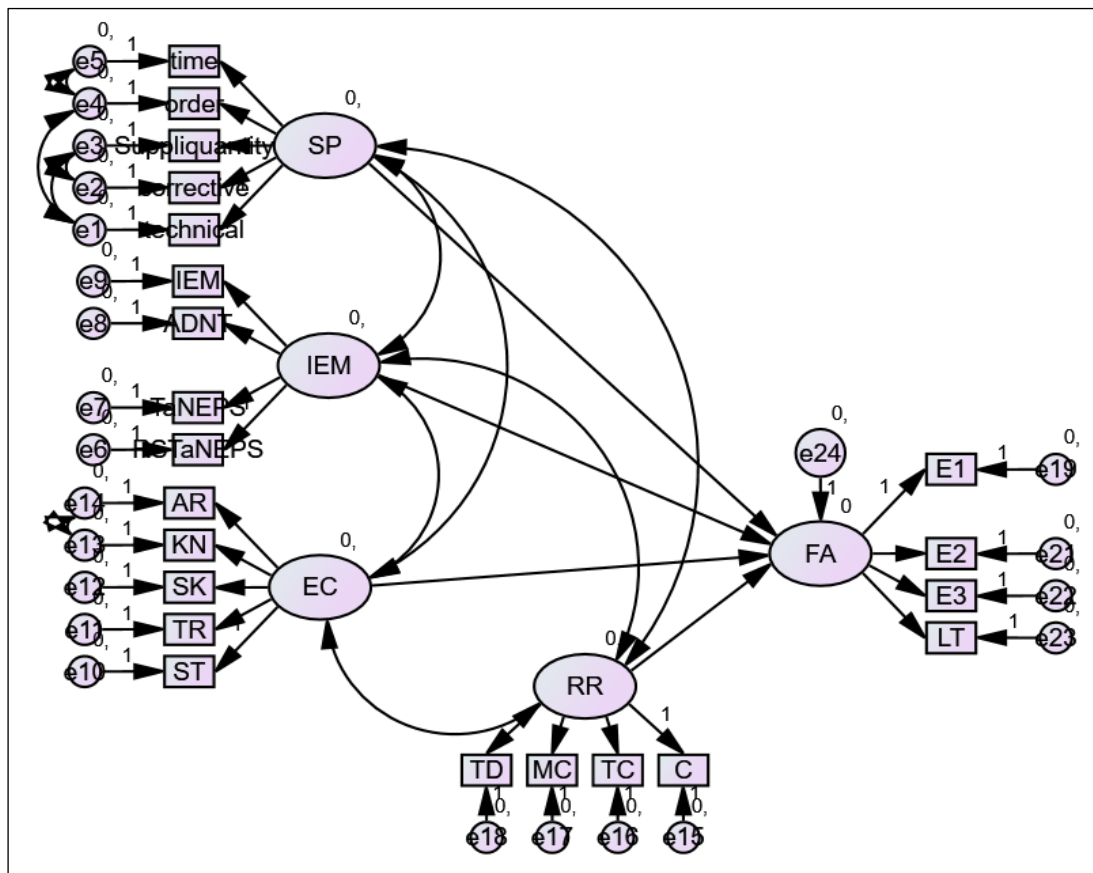 0,
e5 1 time
0,
e4 1 order
0,
e3 1 Suppliquantity
0,
e2 1 corrective
0,
e1 1 technical
0,
SP
0,
e9 1 IEM
0,
e8 1 ADNT
0,
IEM
0,
e7 1 TaNEPS 1
0,
e6 1 PSTaNEPS
0,
e14 1 AR
0,
e13 1 KN
0,
e12 1 SK
0,
e11 1 TR 1
0,
e10 1 ST
0,
EC
0,
RR
1
TD MC TC C
1 1 1 1
0, 0, 0, 0,
e18 e17 e16 e15
0,
e24
1
0
FA
1
E1 1 e19 0,
E2 1 e21 0,
E3 1 e22 0,
LT 1 e23 0,